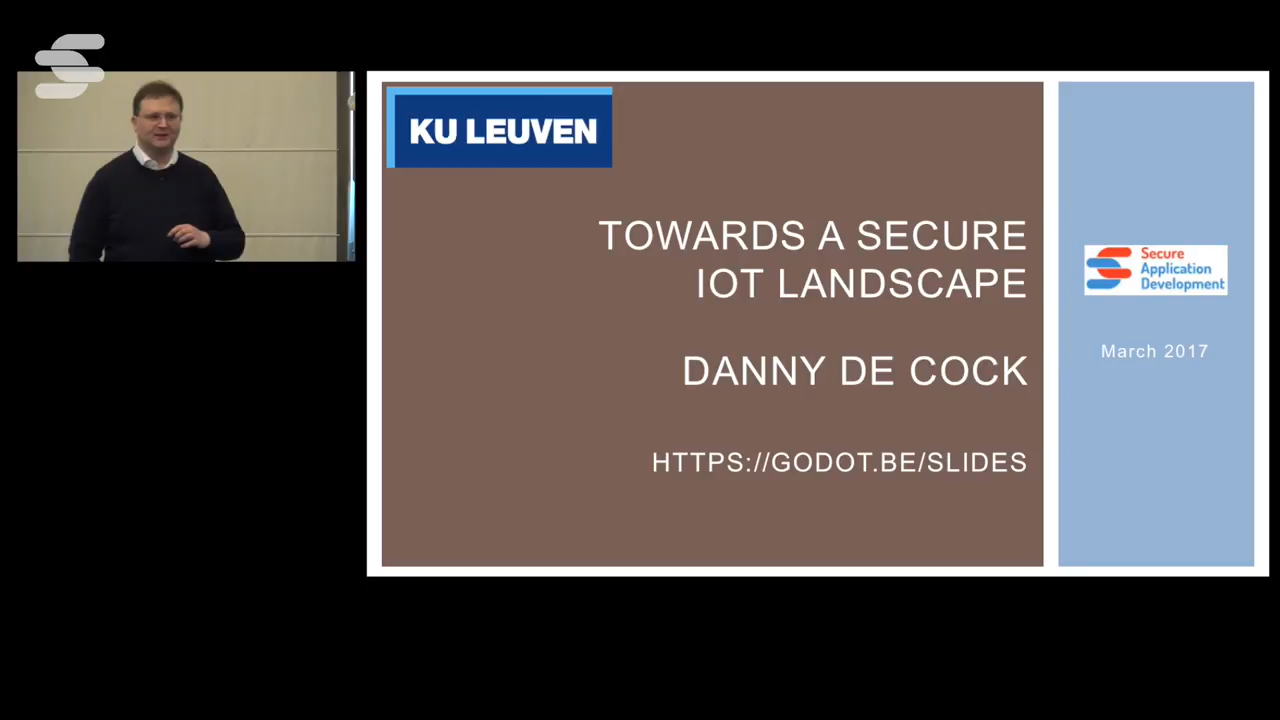 KU LEUVEN
TOWARDS A SECURE
IOT LANDSCAPE
DANNY DE COCK
HTTPS://GODOT.BE/SLIDES
Secure
Application
Development
March 2017